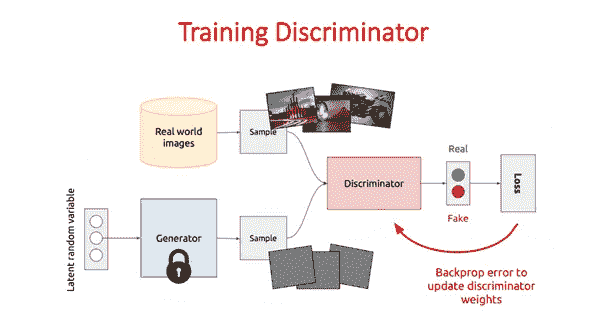 Training Discriminator
Real world
images
Sample
Real
Discriminator
Loss
Fake
Latent random variable
Generator
Sample
Backprop error to
update discriminator
weights